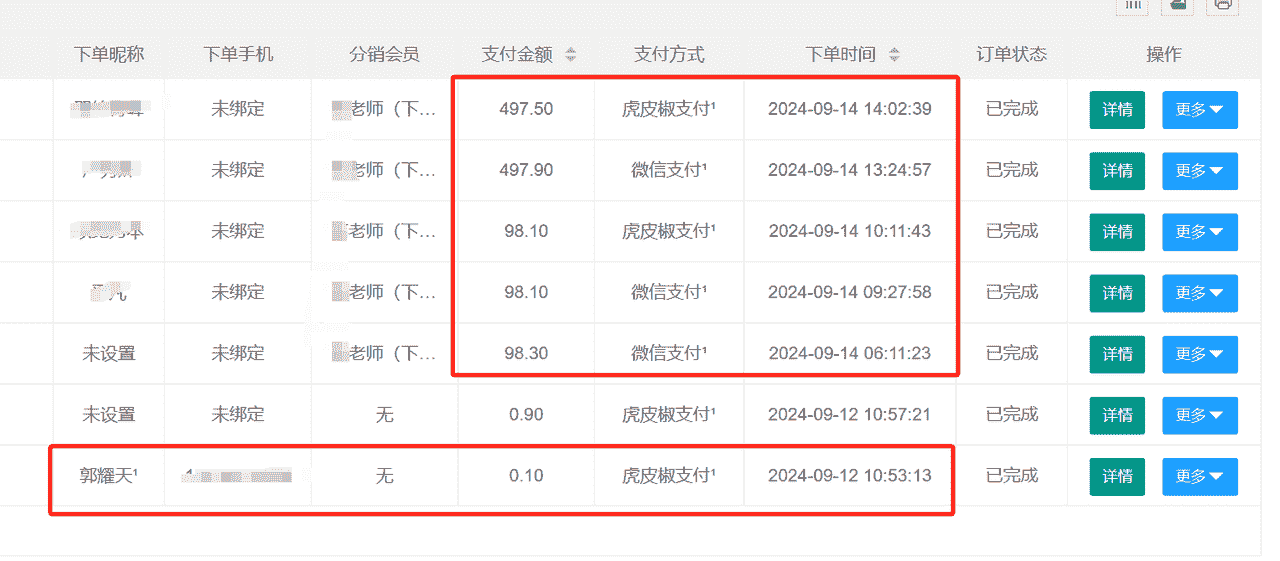 下单昵称 下单手机 分销会员 支付金额 支付方式 下单时间 订单状态 操作
未绑定 老师（下… 497.50 虎皮椒支付¹ 2024-09-14 14:02:39 已完成 详情 更多
未绑定 老师（下… 497.90 微信支付¹ 2024-09-14 13:24:57 已完成 详情 更多
未绑定 老师（下… 98.10 虎皮椒支付¹ 2024-09-14 10:11:43 已完成 详情 更多
未绑定 老师（下… 98.10 微信支付¹ 2024-09-14 09:27:58 已完成 详情 更多
未设置 未绑定 老师（下… 98.30 微信支付¹ 2024-09-14 06:11:23 已完成 详情 更多
未设置 未绑定 无 0.90 虎皮椒支付¹ 2024-09-12 10:57:21 已完成 详情 更多
郭耀天¹ 无 0.10 虎皮椒支付¹ 2024-09-12 10:53:13 已完成 详情 更多